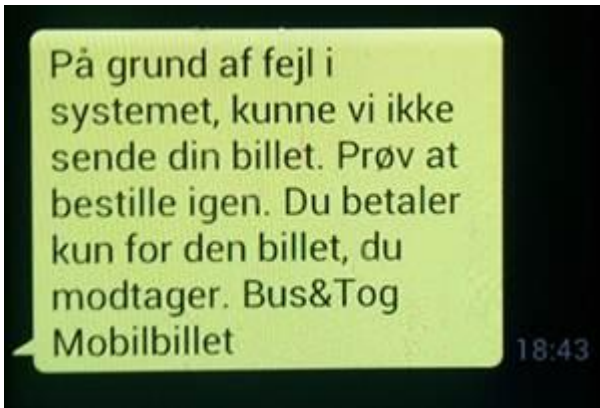 På grund af fejl i
systemet, kunne vi ikke
sende din billet. Prøv at
bestille igen. Du betaler
kun for den billet, du
modtager. Bus&Tog
Mobilbillet
18:43